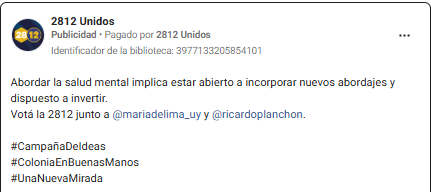 2812 Unidos
Publicidad • Pagado por 2812 Unidos
Identificador de la biblioteca: 3977133205854101
2812
Abordar la salud mental implica estar abierto a incorporar nuevos abordajes y
dispuesto a invertir.
Votá la 2812 junto a @mariadelima_uy y @ricardoplanchon.
#CampañaDeIdeas
#ColoniaEnBuenasManos
#UnaNuevaMirada